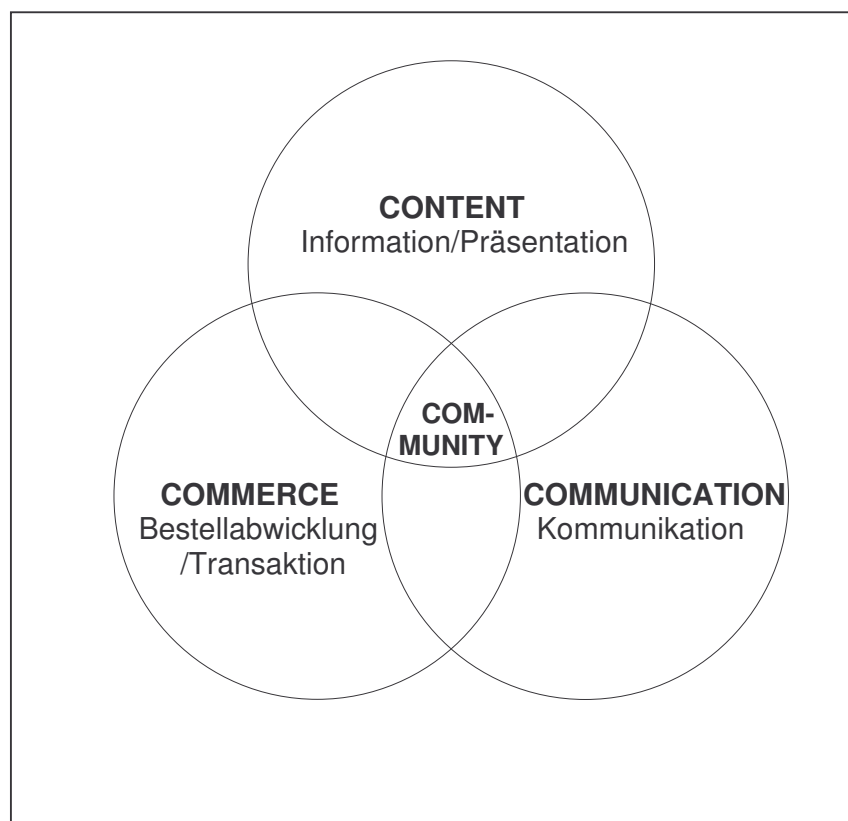 CONTENT
Information/Präsentation
COM-
MUNITY
COMMERCE
Bestellabwicklung
/Transaktion
COMMUNICATION
Kommunikation